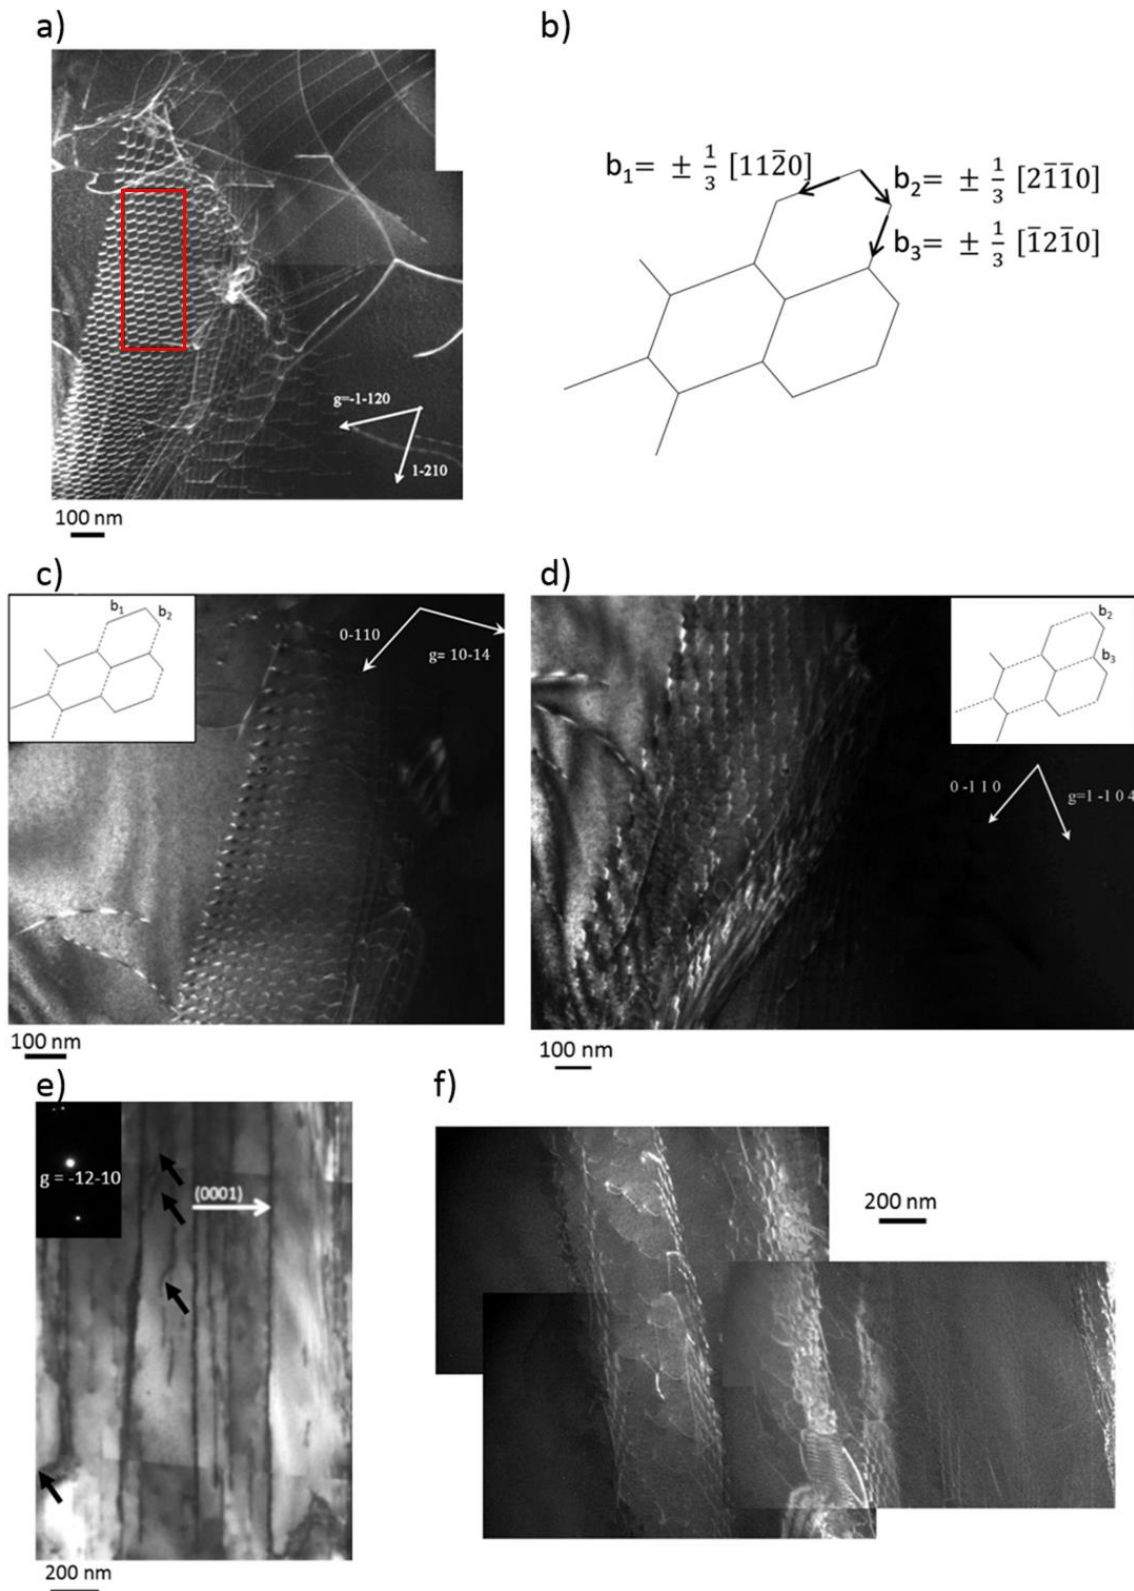 a)
b)
b₁= ± 1/3 [112̄0]
b₂= ± 1/3 [21̄1̄0]
b₃= ± 1/3 [1̄21̄0]
g=-1-120
1-210
100 nm
c)
d)
b₁
b₂
0-110
g= 10-14
b₂
b₃
0 -1 1 0
g=1 -1 0 4
100 nm
100 nm
e)
f)
g = -12-10
(0001)
200 nm
200 nm